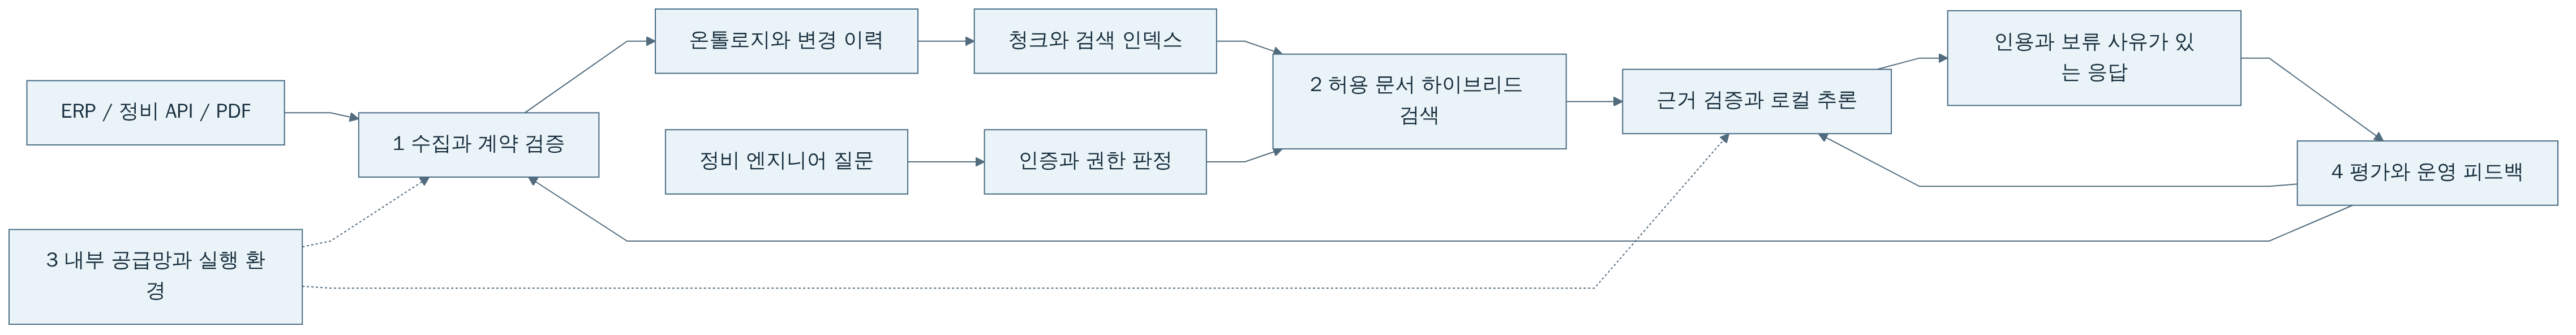 ERP / 정비 API / PDF
1 수집과 계약 검증
3 내부 공급망과 실행 환
경
온톨로지와 변경 이력
청크와 검색 인덱스
정비 엔지니어 질문
인증과 권한 판정
2 허용 문서 하이브리드
검색
근거 검증과 로컬 추론
인용과 보류 사유가 있
는 응답
4 평가와 운영 피드백